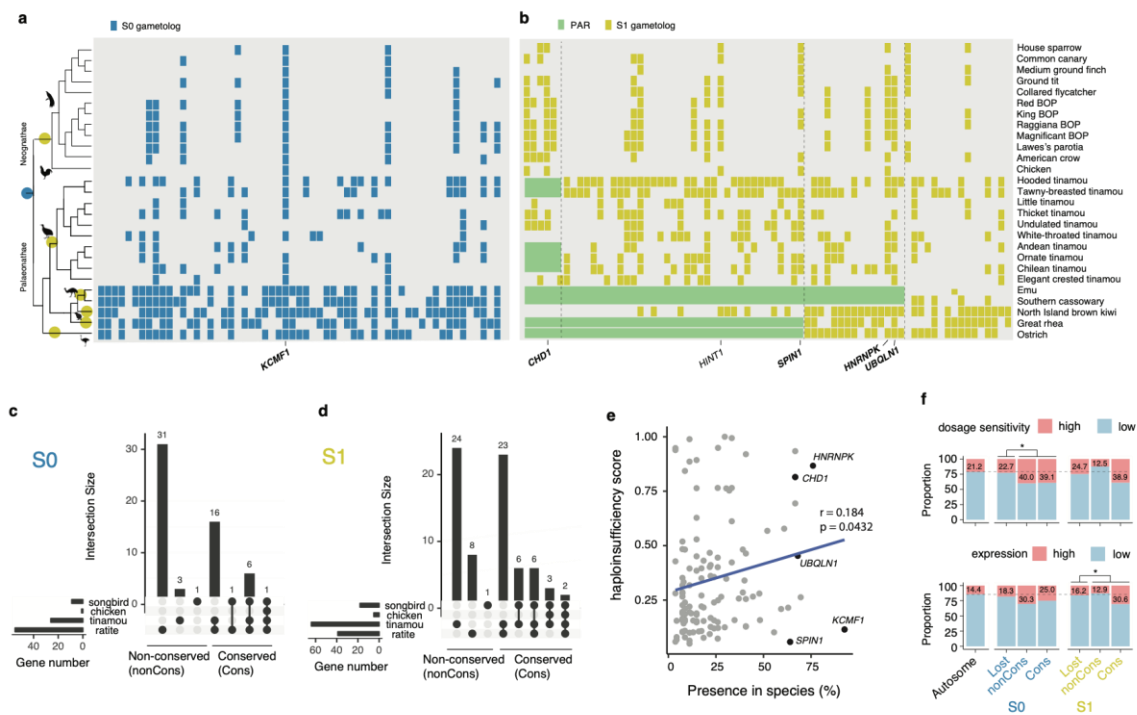 a
S0 gametolog
b
PAR
S1 gametolog
Neognathae
Palaeonathae
House sparrow
Common canary
Medium ground finch
Ground tit
Collared flycatcher
Red BOP
King BOP
Raggiana BOP
Magnificant BOP
Lawes's parotia
American crow
Chicken
Hooded tinamou
Tawny-breasted tinamou
Little tinamou
Thicket tinamou
Undulated tinamou
White-throated tinamou
Andean tinamou
Ornate tinamou
Chilean tinamou
Elegant crested tinamou
Emu
Southern cassowary
North Island brown kiwi
Great rhea
Ostrich
KCMF1
CHD1
HINT1
SPIN1
HNRNPK
UBQLN1
c
S0
Intersection Size
30
20
10
0
31
3
1
16
1
6
1
songbird
chicken
tinamou
ratite
60 40 20 0
Gene number
Non-conserved
(nonCons)
Conserved
(Cons)
d
S1
Intersection Size
20
10
0
24
8
1
23
6
6
3
2
songbird
chicken
tinamou
ratite
60 40 20 0
Gene number
Non-conserved
(nonCons)
Conserved
(Cons)
e
haploinsufficiency score
1.00
0.75
0.50
0.25
HNRNPK
CHD1
r = 0.184
p = 0.0432
UBQLN1
KCMF1
SPIN1
0 25 50 75
Presence in species (%)
f
dosage sensitivity high low
Proportion
100
75
50
25
0
21.2 22.7 40.0 39.1 24.7 12.5 38.9
*
expression high low
Proportion
100
75
50
25
0
14.4 18.3 30.3 25.0 16.2 12.9 30.6
*
Autosome
Lost
nonCons
Cons
S0
Lost
nonCons
Cons
S1